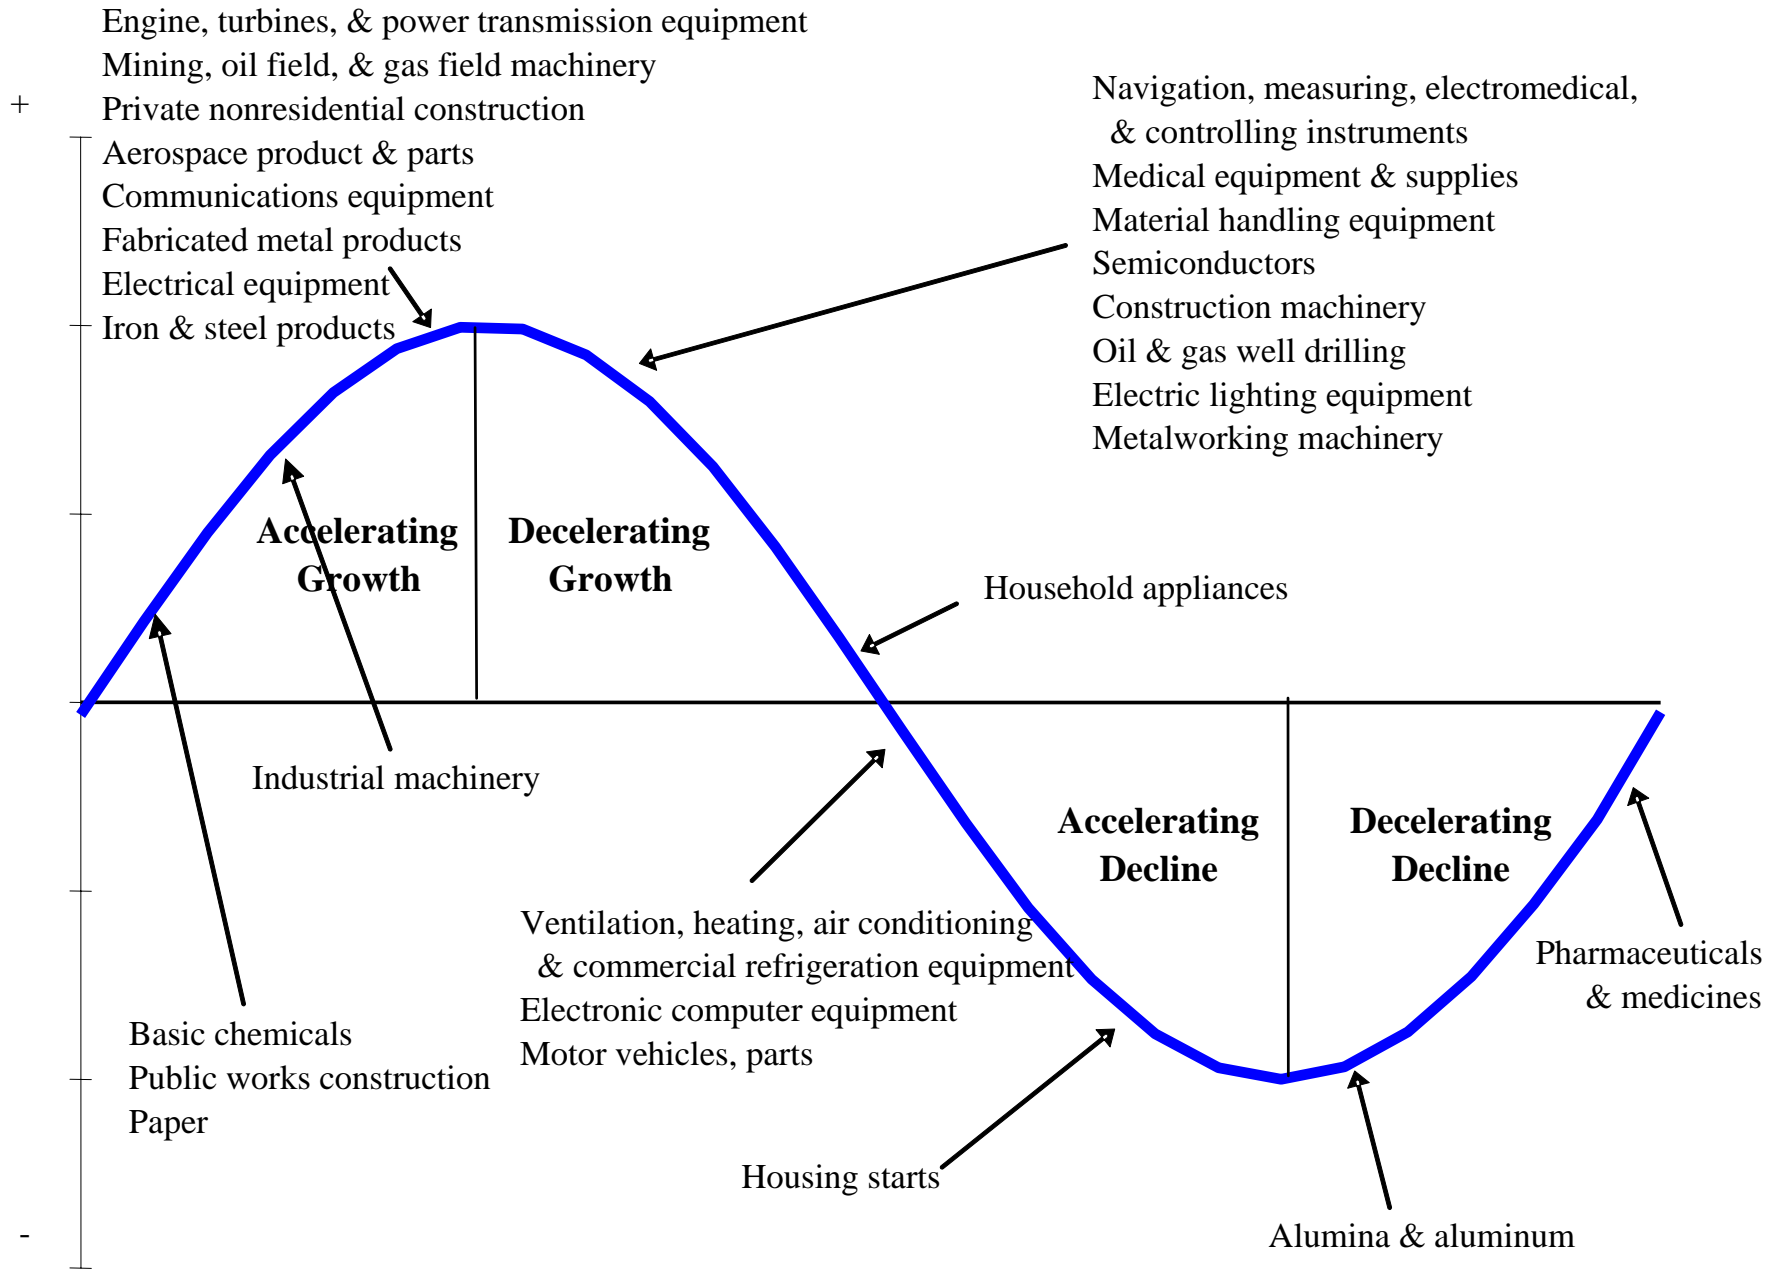 Engine, turbines, & power transmission equipment
Mining, oil field, & gas field machinery
+
Private nonresidential construction
Aerospace product & parts
Communications equipment
Fabricated metal products
Electrical equipment
Iron & steel products
Navigation, measuring, electromedical,
& controlling instruments
Medical equipment & supplies
Material handling equipment
Semiconductors
Construction machinery
Oil & gas well drilling
Electric lighting equipment
Metalworking machinery
Accelerating
Growth
Decelerating
Growth
Household appliances
Industrial machinery
Accelerating
Decline
Decelerating
Decline
Ventilation, heating, air conditioning
& commercial refrigeration equipment
Electronic computer equipment
Motor vehicles, parts
Pharmaceuticals
& medicines
Basic chemicals
Public works construction
Paper
Housing starts
Alumina & aluminum
-